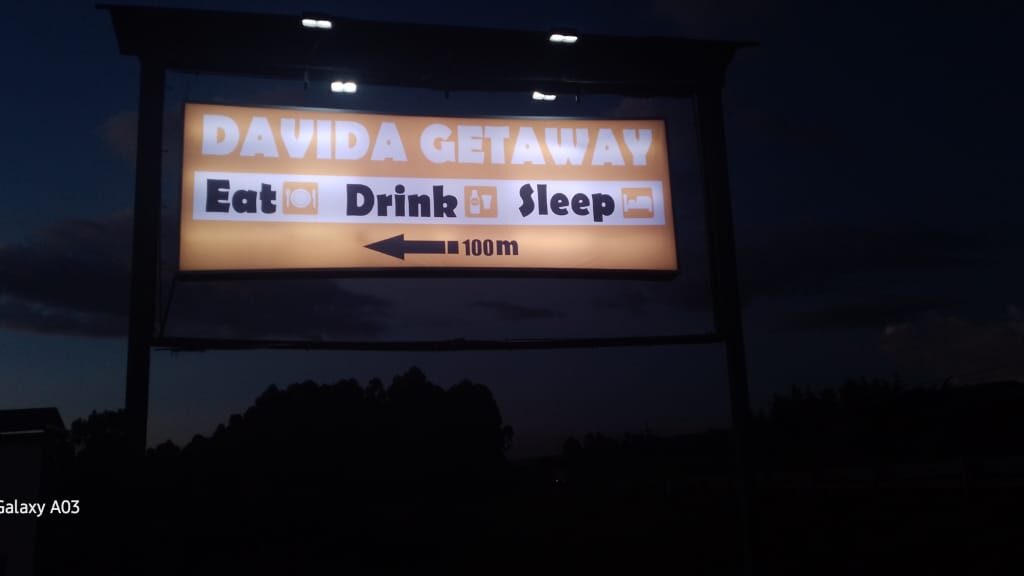 DAVIDA GETAWAY
Eat Drink Sleep
100m
Galaxy A03